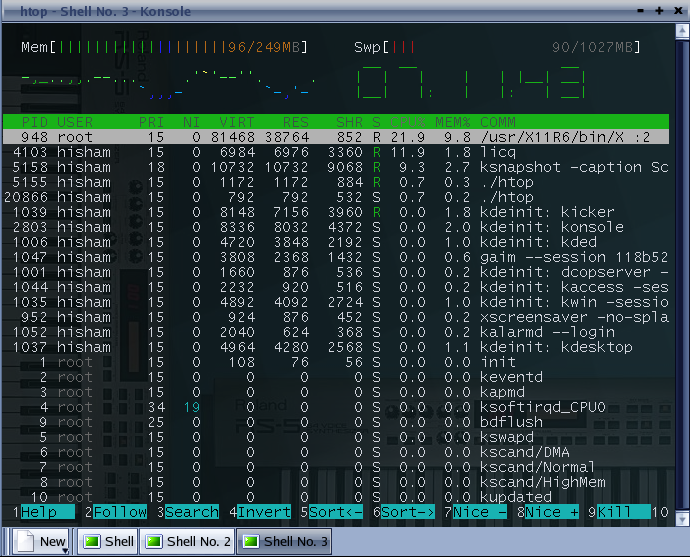 htop - Shell No. 3 - Konsole
Mem[||||||||||||||||||||||96/249MB] Swp[||| 90/1027MB]
07:11:43
PID USER PRI NI VIRT RES SHR S CPU% MEM% COMM
948 root 15 0 81468 38764 852 R 21.9 9.8 /usr/X11R6/bin/X :2
4103 hisham 15 0 6984 6976 3360 R 11.9 1.8 licq
5158 hisham 18 0 10732 10732 9068 R 9.3 2.7 ksnapshot -caption Sc
5155 hisham 15 0 1172 1172 884 R 0.7 0.3 ./htop
20866 hisham 15 0 792 792 532 S 0.7 0.2 ./htop
1039 hisham 15 0 8148 7156 3960 R 0.0 1.8 kdeinit: kicker
2803 hisham 15 0 8336 8032 4372 S 0.0 2.0 kdeinit: konsole
1006 hisham 15 0 4720 3848 2192 S 0.0 1.0 kdeinit: kded
1047 hisham 15 0 3808 2368 1432 S 0.0 0.6 gaim --session 118b52
1001 hisham 15 0 1660 876 536 S 0.0 0.2 kdeinit: dcopserver -
1044 hisham 15 0 2232 920 516 S 0.0 0.2 kdeinit: kaccess -ses
1035 hisham 15 0 4892 4092 2724 S 0.0 1.0 kdeinit: kwin -sessio
952 hisham 15 0 924 876 452 S 0.0 0.2 xscreensaver -no-spla
1052 hisham 15 0 2040 624 368 S 0.0 0.2 kalarmd --login
1037 hisham 15 0 4964 4280 2568 S 0.0 1.1 kdeinit: kdesktop
1 root 15 0 108 76 56 S 0.0 0.0 init
2 root 15 0 0 0 0 S 0.0 0.0 keventd
3 root 15 0 0 0 0 S 0.0 0.0 kapmd
4 root 34 19 0 0 0 S 0.0 0.0 ksoftirqd_CPU0
9 root 25 0 0 0 0 S 0.0 0.0 bdflush
5 root 15 0 0 0 0 S 0.0 0.0 kswapd
6 root 15 0 0 0 0 S 0.0 0.0 kscand/DMA
7 root 15 0 0 0 0 S 0.0 0.0 kscand/Normal
8 root 15 0 0 0 0 S 0.0 0.0 kscand/HighMem
10 root 15 0 0 0 0 S 0.0 0.0 kupdated
1Help 2Follow 3Search 4Invert 5Sort<- 6Sort-> 7Nice - 8Nice + 9Kill 10
New Shell Shell No. 2 Shell No. 3